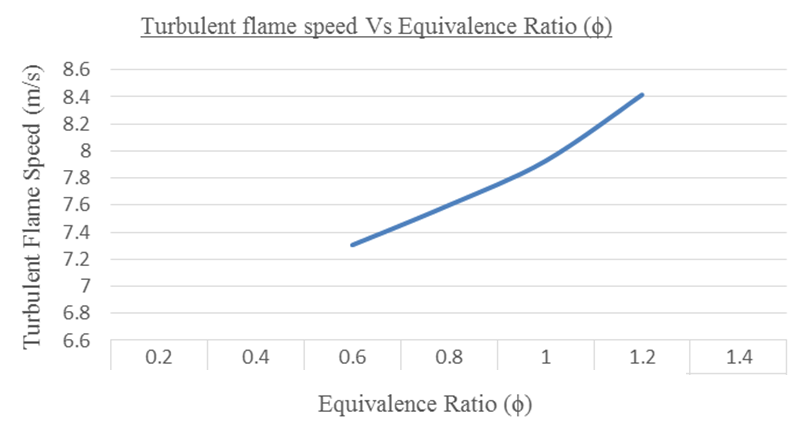 Turbulent flame speed Vs Equivalence Ratio (ϕ)
Turbulent Flame Speed (m/s)
8.6
8.4
8.2
8
7.8
7.6
7.4
7.2
7
6.8
6.6
0.2 0.4 0.6 0.8 1 1.2 1.4
Equivalence Ratio (ϕ)